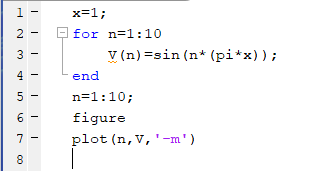 1 - x=1;
2 - for n=1:10
3 - V(n)=sin(n*(pi*x));
4 - end
5 - n=1:10;
6 - figure
7 - plot(n,V,'-m')
8